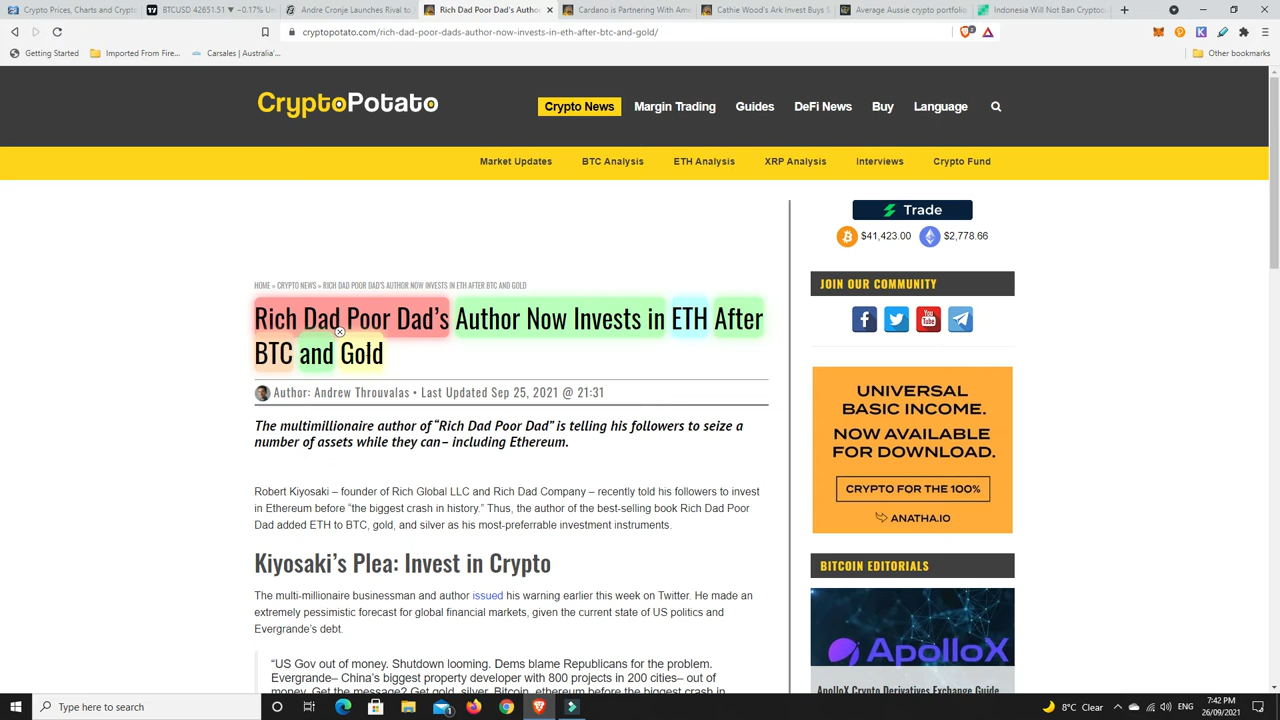 Crypto Prices, Charts and Crypto
BTCUSD 42651.51 ▼ −0.17% Un
Andre Cronje Launches Rival to
Rich Dad Poor Dad's Author
Cardano is Partnering With Ame
Cathie Wood's Ark Invest Buys S
Average Aussie crypto portfolio
Indonesia Will Not Ban Cryptoc
cryptopotato.com/rich-dad-poor-dads-author-now-invests-in-eth-after-btc-and-gold/
Getting Started
Imported From Fire...
Carsales | Australia'...
Other bookmarks
CryptoPotato
Crypto News
Margin Trading
Guides
DeFi News
Buy
Language
Market Updates
BTC Analysis
ETH Analysis
XRP Analysis
Interviews
Crypto Fund
Trade
$41,423.00
$2,778.66
HOME » CRYPTO NEWS » RICH DAD POOR DAD'S AUTHOR NOW INVESTS IN ETH AFTER BTC AND GOLD
Rich Dad Poor Dad's Author Now Invests in ETH After
BTC and Gold
Author: Andrew Throuvalas • Last Updated Sep 25, 2021 @ 21:31
The multimillionaire author of "Rich Dad Poor Dad" is telling his followers to seize a
number of assets while they can– including Ethereum.
Robert Kiyosaki – founder of Rich Global LLC and Rich Dad Company – recently told his followers to invest
in Ethereum before "the biggest crash in history." Thus, the author of the best-selling book Rich Dad Poor
Dad added ETH to BTC, gold, and silver as his most-preferable investment instruments.
Kiyosaki's Plea: Invest in Crypto
The multi-millionaire businessman and author issued his warning earlier this week on Twitter. He made an
extremely pessimistic forecast for global financial markets, given the current state of US politics and
Evergrande's debt.
"US Gov out of money. Shutdown looming. Dems blame Republicans for the problem.
Evergrande– China's biggest property developer with 800 projects in 200 cities– out of
money. Get the message? Get gold, silver, Bitcoin, ethereum before the biggest crash in
JOIN OUR COMMUNITY
You
Tube
UNIVERSAL
BASIC INCOME.
NOW AVAILABLE
FOR DOWNLOAD.
CRYPTO FOR THE 100%
ANATHA.IO
BITCOIN EDITORIALS
ApolloX
ApolloX Crypto Derivatives Exchange Guide
Type here to search
8°C Clear
ENG
7:42 PM
26/09/2021